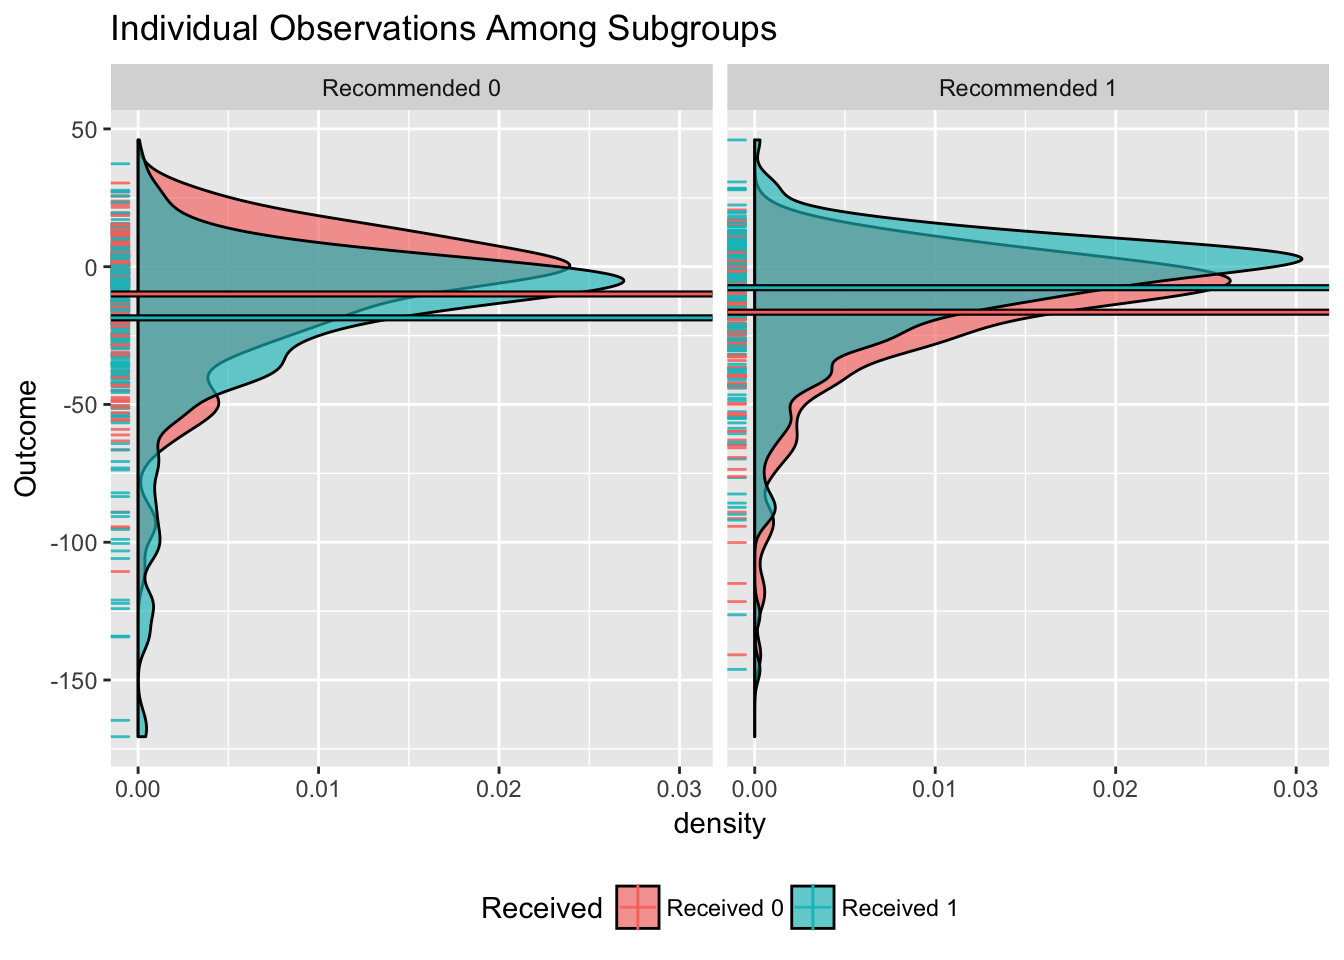 Individual Observations Among Subgroups
Recommended 0
Recommended 1
50
0
-50
-100
-150
Outcome
0.00
0.01
0.02
0.03
0.00
0.01
0.02
0.03
density
Received
Received 0
Received 1